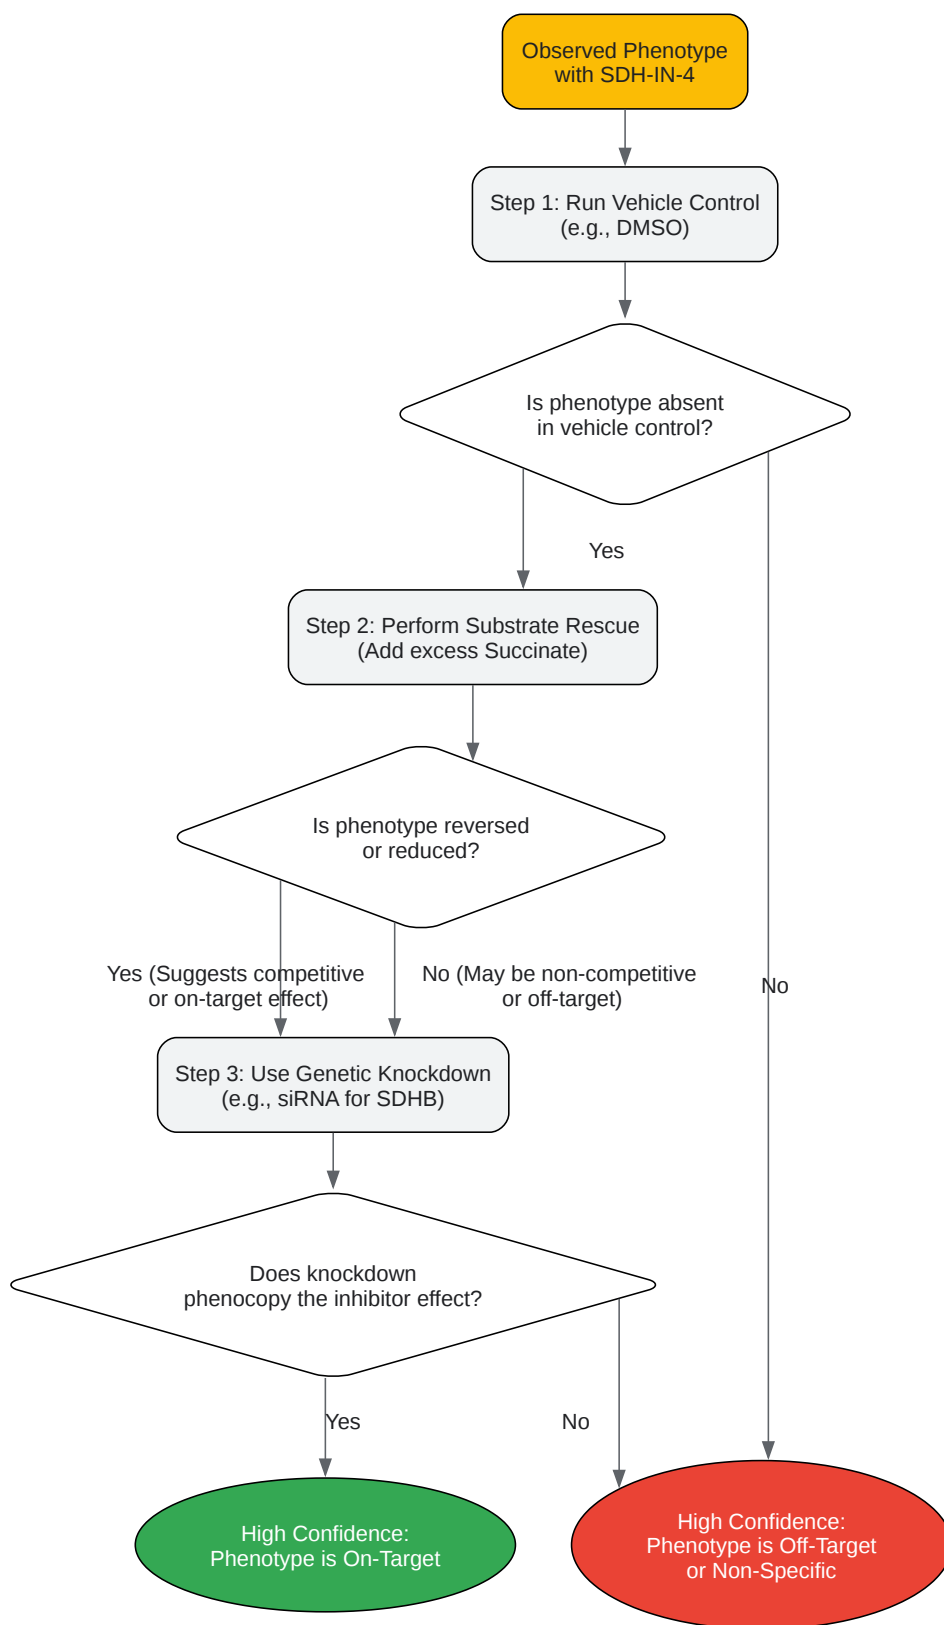 Observed Phenotype
with SDH-IN-4
Step 1: Run Vehicle Control
(e.g., DMSO)
Is phenotype absent
in vehicle control?
Yes
Step 2: Perform Substrate Rescue
(Add excess Succinate)
Is phenotype reversed
or reduced?
Yes (Suggests competitive
or on-target effect)
No (May be non-competitive
or off-target)
No
Step 3: Use Genetic Knockdown
(e.g., siRNA for SDHB)
Does knockdown
phenocopy the inhibitor effect?
Yes
No
High Confidence:
Phenotype is On-Target
High Confidence:
Phenotype is Off-Target
or Non-Specific